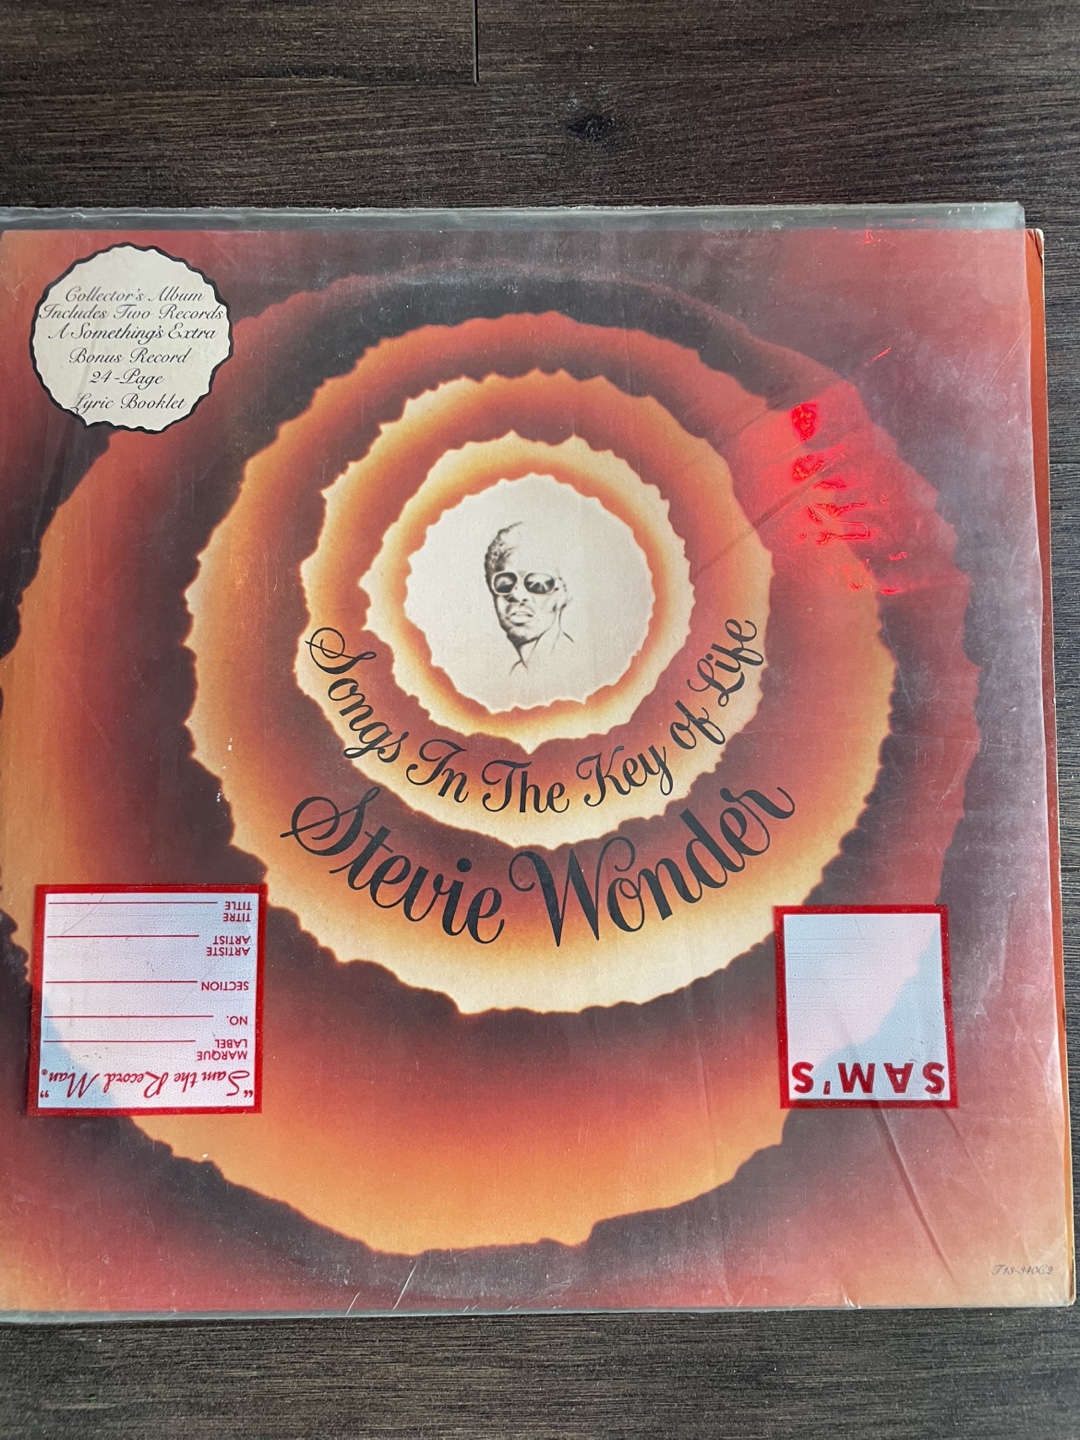 Collector's Album
Includes Two Records
A Something's Extra
Bonus Record
24-Page
Lyric Booklet
Songs In The Key of Life
Stevie Wonder
"Sam the Record Man."
MARQUE
LABEL
NO.
SECTION
ARTISTE
ARTIST
TITRE
TITLE
SAM'S
T13-340C2